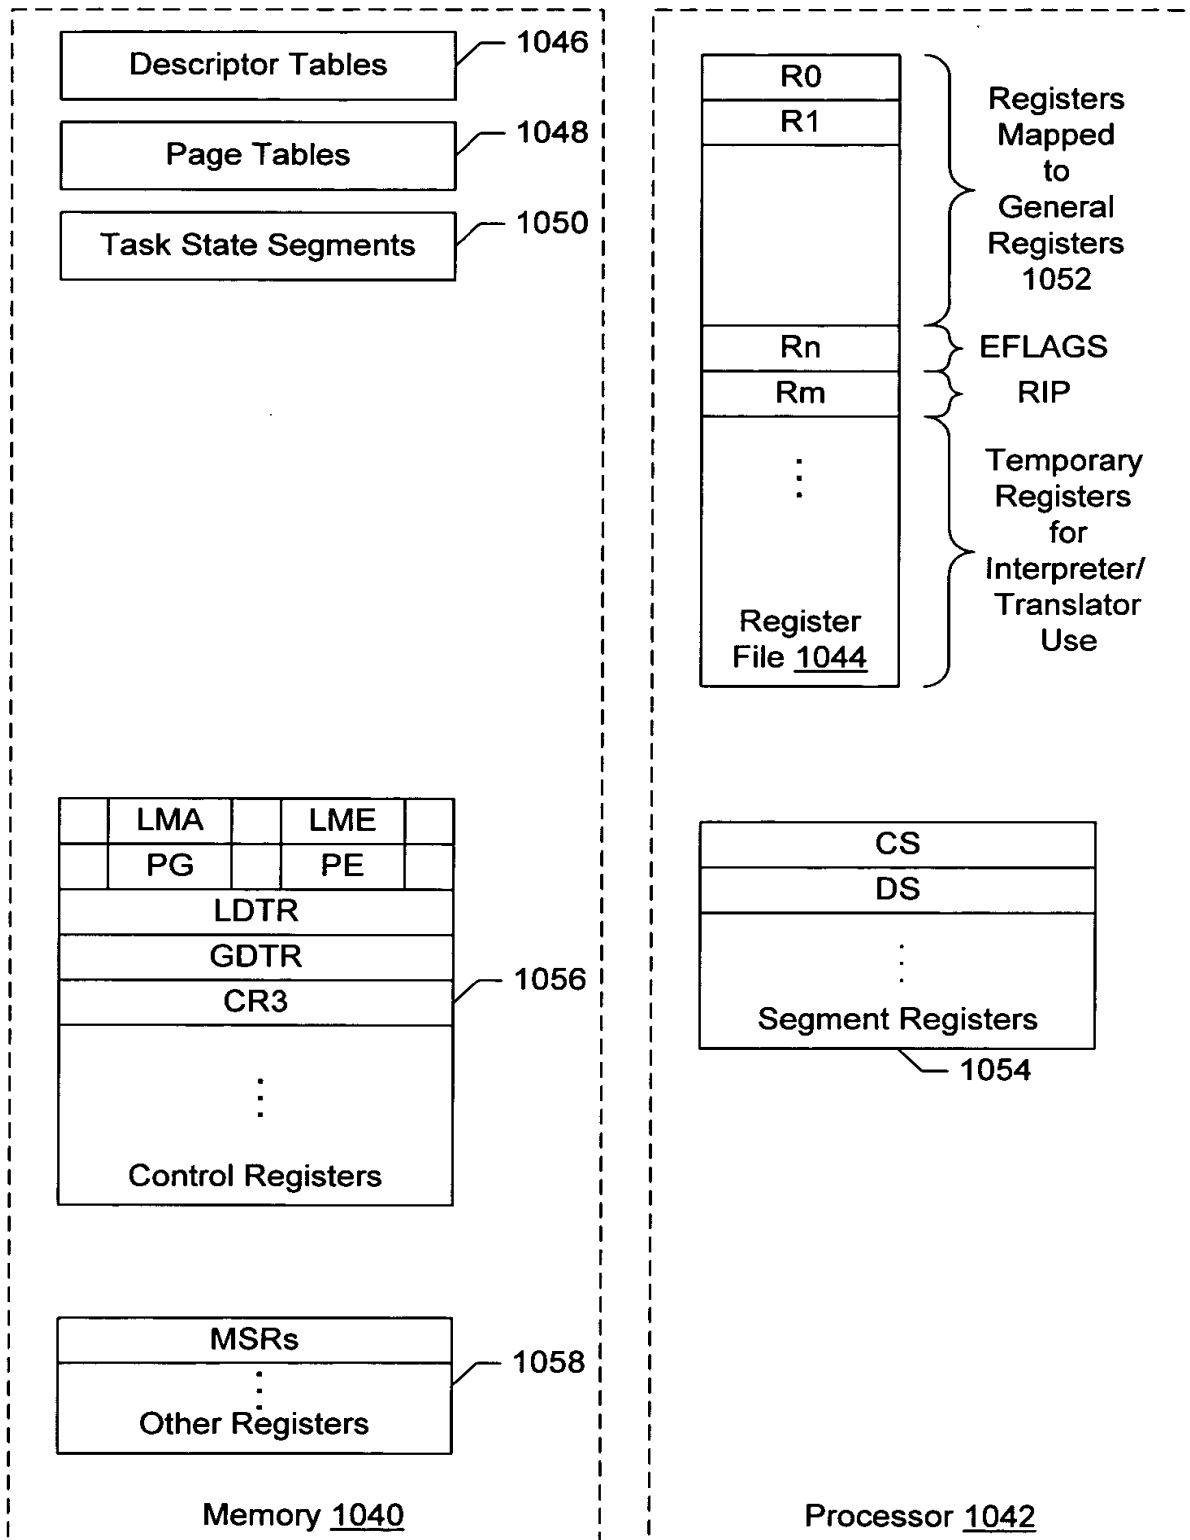 Descriptor Tables
1046
Page Tables
1048
Task State Segments
1050
LMA
LME
PG
PE
LDTR
GDTR
CR3
1056
Control Registers
MSRs
1058
Other Registers
Memory 1040
R0
R1
Registers
Mapped
to
General
Registers
1052
Rn
EFLAGS
Rm
RIP
Temporary
Registers
for
Interpreter/
Translator
Use
Register
File 1044
CS
DS
Segment Registers
1054
Processor 1042